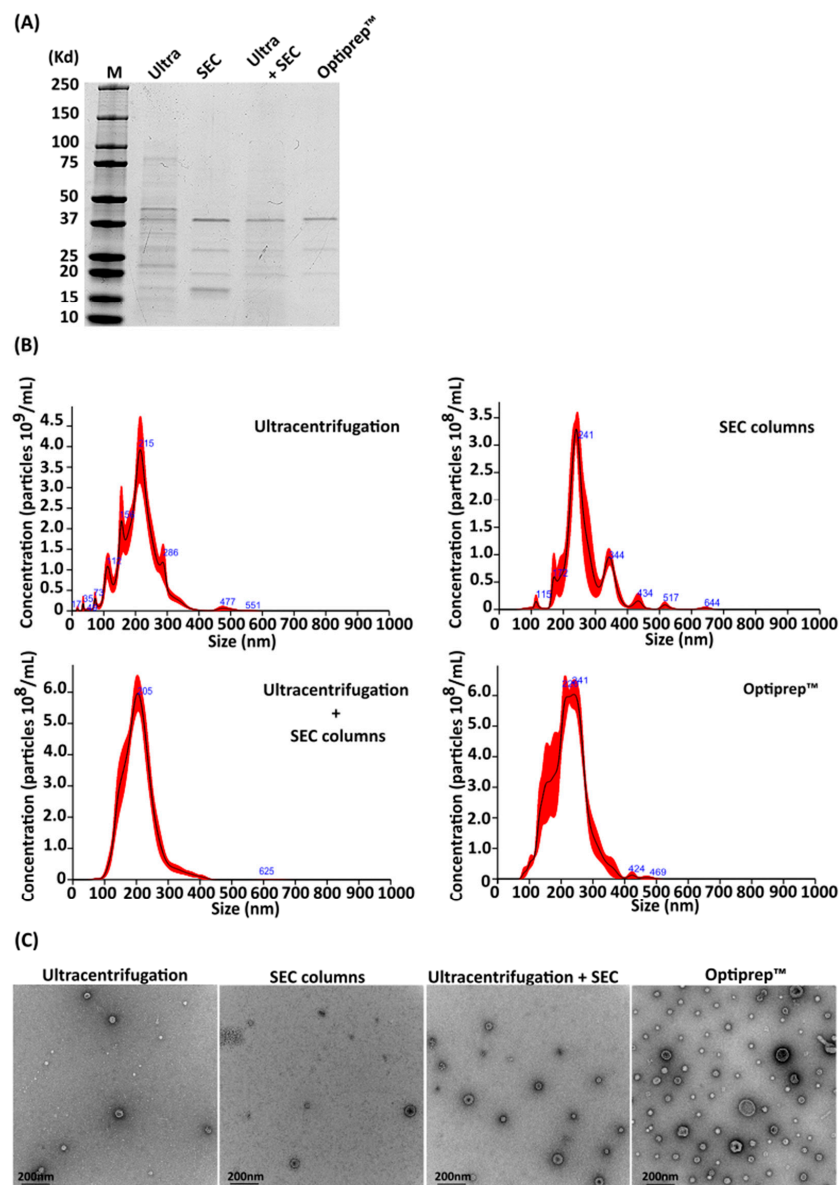 (A)
(Kd)
M
Ultra
SEC
Ultra
+ SEC
Optiprep™
250
150
100
75
50
37
25
20
15
10
(B)
Concentration (particles 10⁹/mL)
4.5
4.0
3.5
3.0
2.5
2.0
1.5
1.0
0.5
0
Ultracentrifugation
215
286
73
35
17
477
551
0 100 200 300 400 500 600 700 800 900 1000
Size (nm)
Concentration (particles 10⁸/mL)
3.5
3.0
2.5
2.0
1.5
1.0
0.5
0
SEC columns
241
344
115
434
517
644
0 100 200 300 400 500 600 700 800 900 1000
Size (nm)
Concentration (particles 10⁸/mL)
6.0
5.0
4.0
3.0
2.0
1.0
0
Ultracentrifugation
+
SEC columns
205
625
0 100 200 300 400 500 600 700 800 900 1000
Size (nm)
Concentration (particles 10⁸/mL)
6.0
5.0
4.0
3.0
2.0
1.0
0
Optiprep™
241
424
469
0 100 200 300 400 500 600 700 800 900 1000
Size (nm)
(C)
Ultracentrifugation
SEC columns
Ultracentrifugation + SEC
Optiprep™
200nm
200nm
200nm
200nm